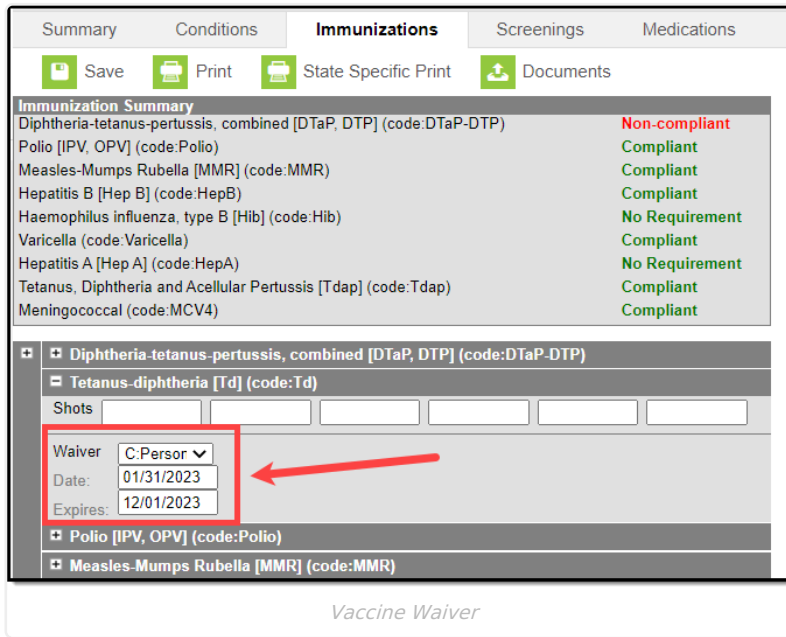 Summary Conditions Immunizations Screenings Medications
Save Print State Specific Print Documents
Immunization Summary
Diphtheria-tetanus-pertussis, combined [DTaP, DTP] (code:DTaP-DTP) Non-compliant
Polio [IPV, OPV] (code:Polio) Compliant
Measles-Mumps Rubella [MMR] (code:MMR) Compliant
Hepatitis B [Hep B] (code:HepB) Compliant
Haemophilus influenza, type B [Hib] (code:Hib) No Requirement
Varicella (code:Varicella) Compliant
Hepatitis A [Hep A] (code:HepA) No Requirement
Tetanus, Diphtheria and Acellular Pertussis [Tdap] (code:Tdap) Compliant
Meningococcal (code:MCV4) Compliant
Diphtheria-tetanus-pertussis, combined [DTaP, DTP] (code:DTaP-DTP)
Tetanus-diphtheria [Td] (code:Td)
Shots
Waiver C:Person
Date: 01/31/2023
Expires: 12/01/2023
Polio [IPV, OPV] (code:Polio)
Measles-Mumps Rubella [MMR] (code:MMR)
Vaccine Waiver